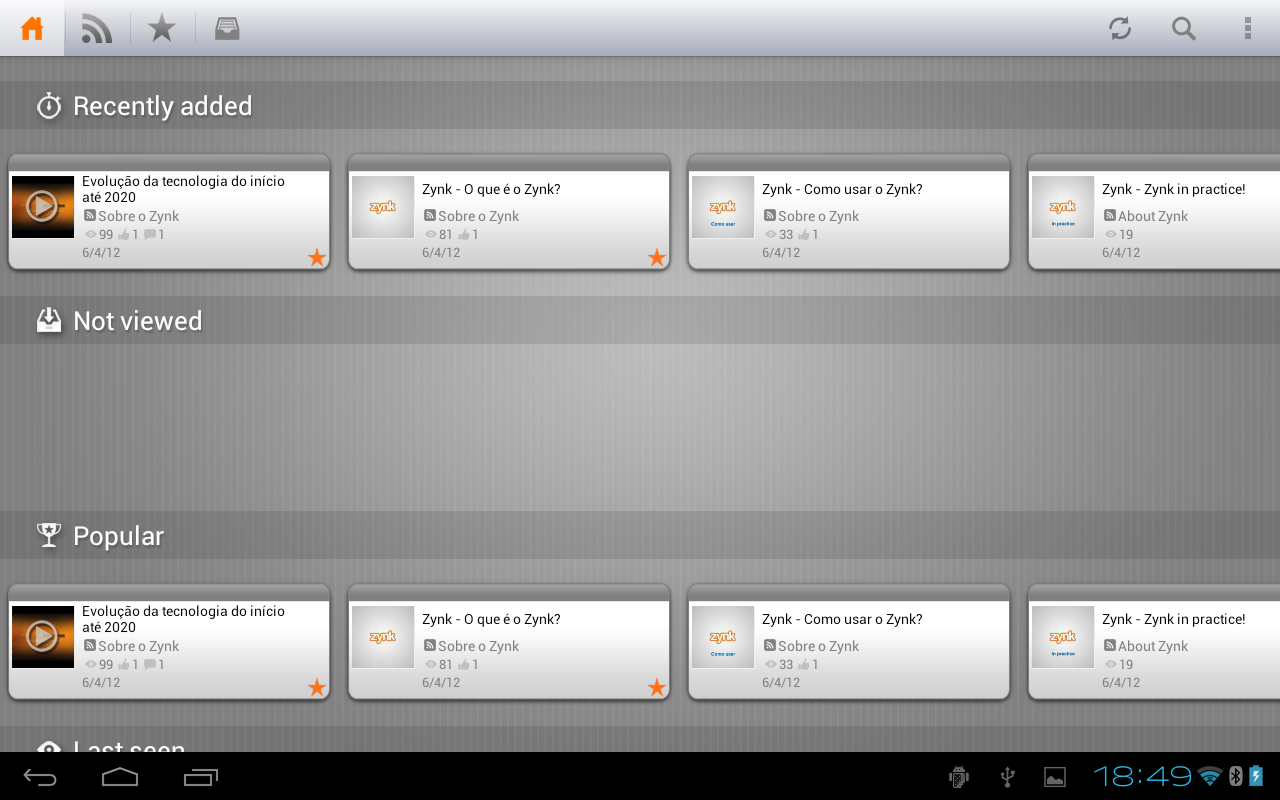 Recently added
Evolução da tecnologia do início
até 2020
Sobre o Zynk
99 1 1
6/4/12
zynk
Zynk - O que é o Zynk?
Sobre o Zynk
81 1
6/4/12
zynk
Como usar
Zynk - Como usar o Zynk?
Sobre o Zynk
33 1
6/4/12
zynk
In practice
Zynk - Zynk in practice!
About Zynk
19
6/4/12
Not viewed
Popular
Evolução da tecnologia do início
até 2020
Sobre o Zynk
99 1 1
6/4/12
zynk
Zynk - O que é o Zynk?
Sobre o Zynk
81 1
6/4/12
zynk
Como usar
Zynk - Como usar o Zynk?
Sobre o Zynk
33 1
6/4/12
zynk
In practice
Zynk - Zynk in practice!
About Zynk
19
6/4/12
Last seen
18:49